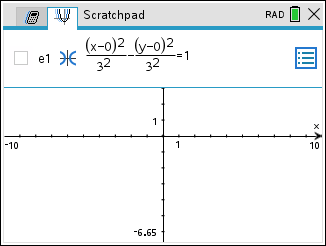 Scratchpad RAD
e1 (x-0)²/3² - (y-0)²/3² =1
1
x
-10 1 10
-6.65